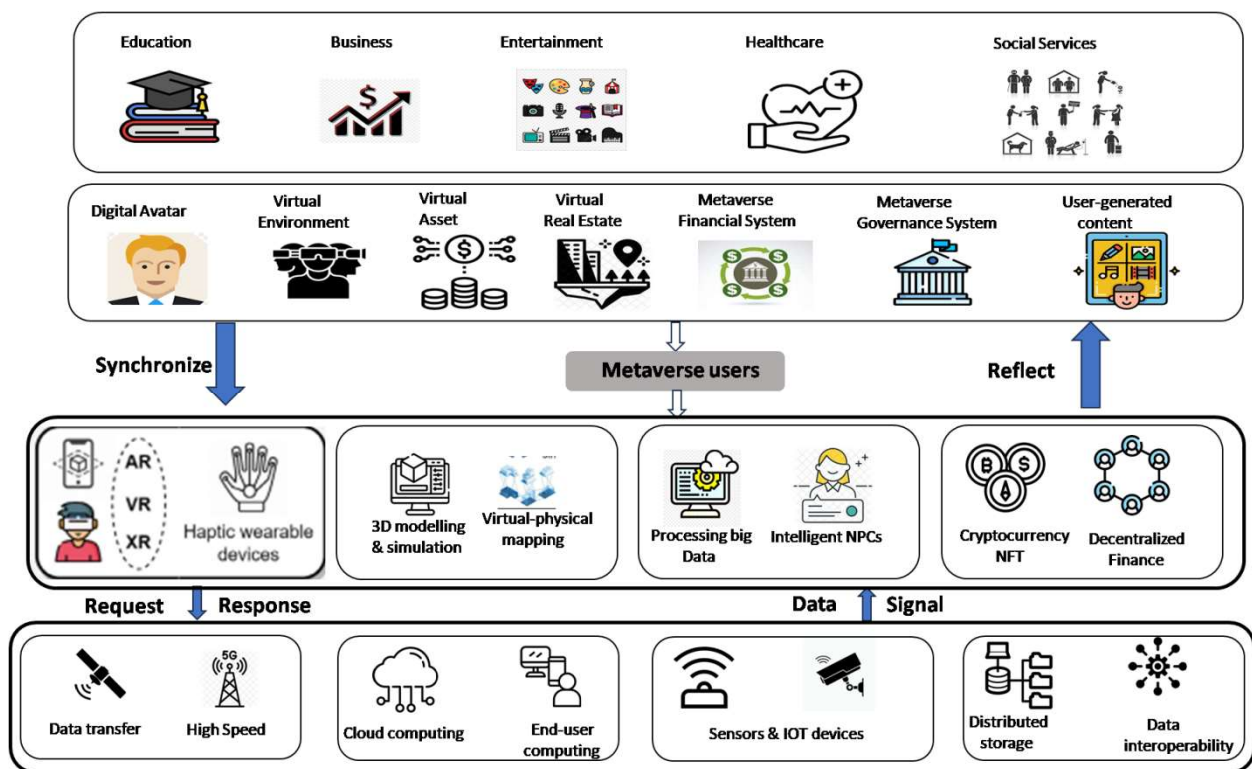 Education
Business
Entertainment
Healthcare
Social Services
Digital Avatar
Virtual
Environment
Virtual
Asset
Virtual
Real Estate
Metaverse
Financial System
Metaverse
Governance System
User-generated
content
Synchronize
Metaverse users
Reflect
AR
VR
XR
Haptic wearable
devices
3D modelling
& simulation
Virtual-physical
mapping
Processing big
Data
Intelligent NPCs
Cryptocurrency
NFT
Decentralized
Finance
Request
Response
Data
Signal
Data transfer
5G
High Speed
Cloud computing
End-user
computing
Sensors & IOT devices
Distributed
storage
Data
interoperability